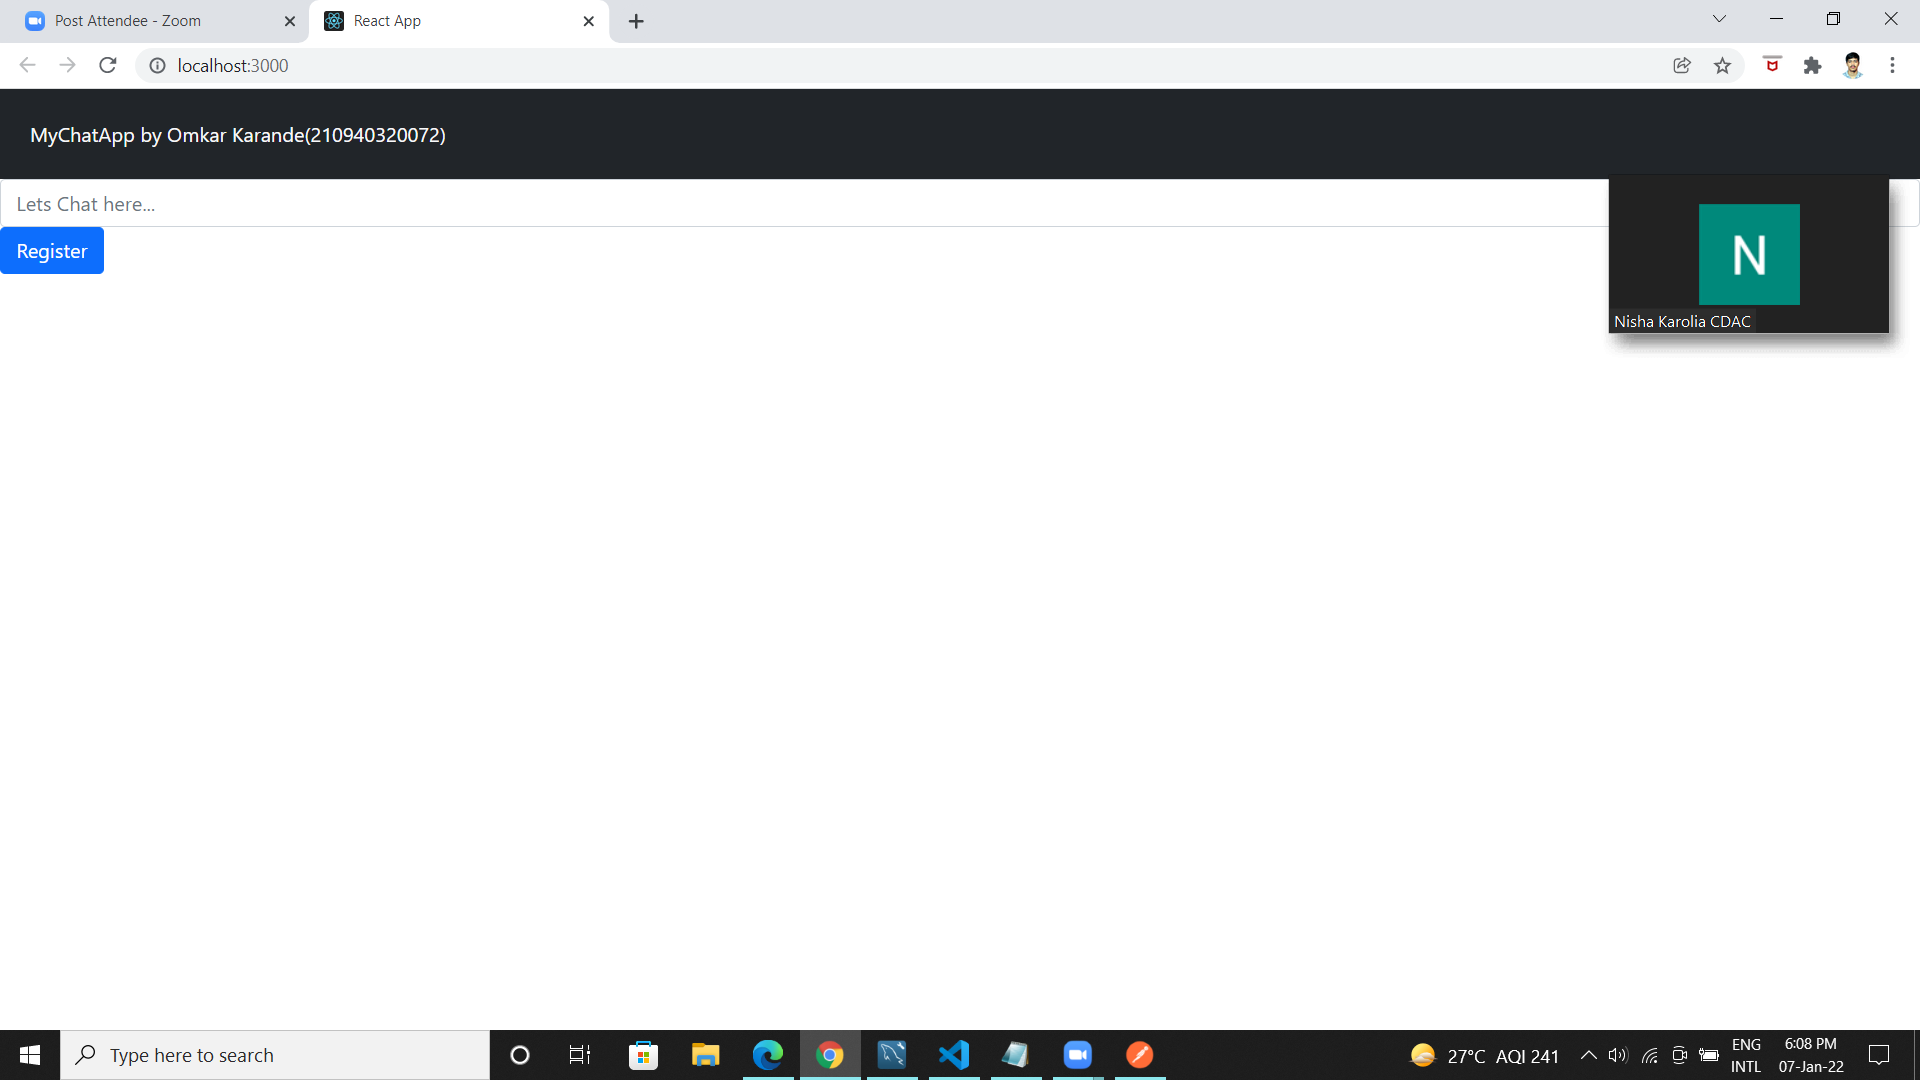 Post Attendee - Zoom
React App
localhost:3000
MyChatApp by Omkar Karande(210940320072)
Lets Chat here...
Register
N
Nisha Karolia CDAC
Type here to search
27°C AQI 241
ENG
INTL
6:08 PM
07-Jan-22